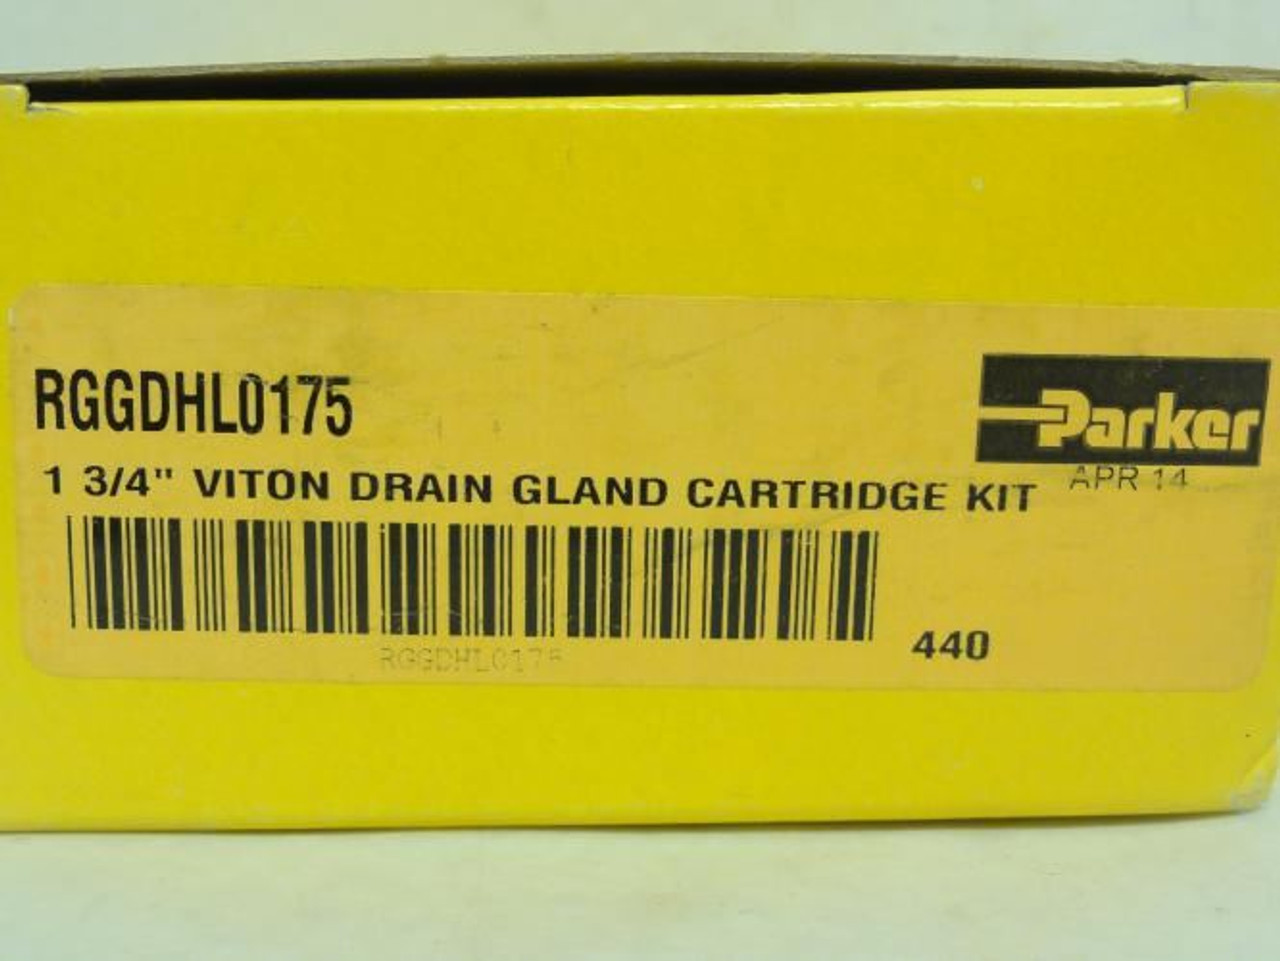 RGGDHL0175
Parker
APR 14
1 3/4" VITON DRAIN GLAND CARTRIDGE KIT
RGGDHL0175
440